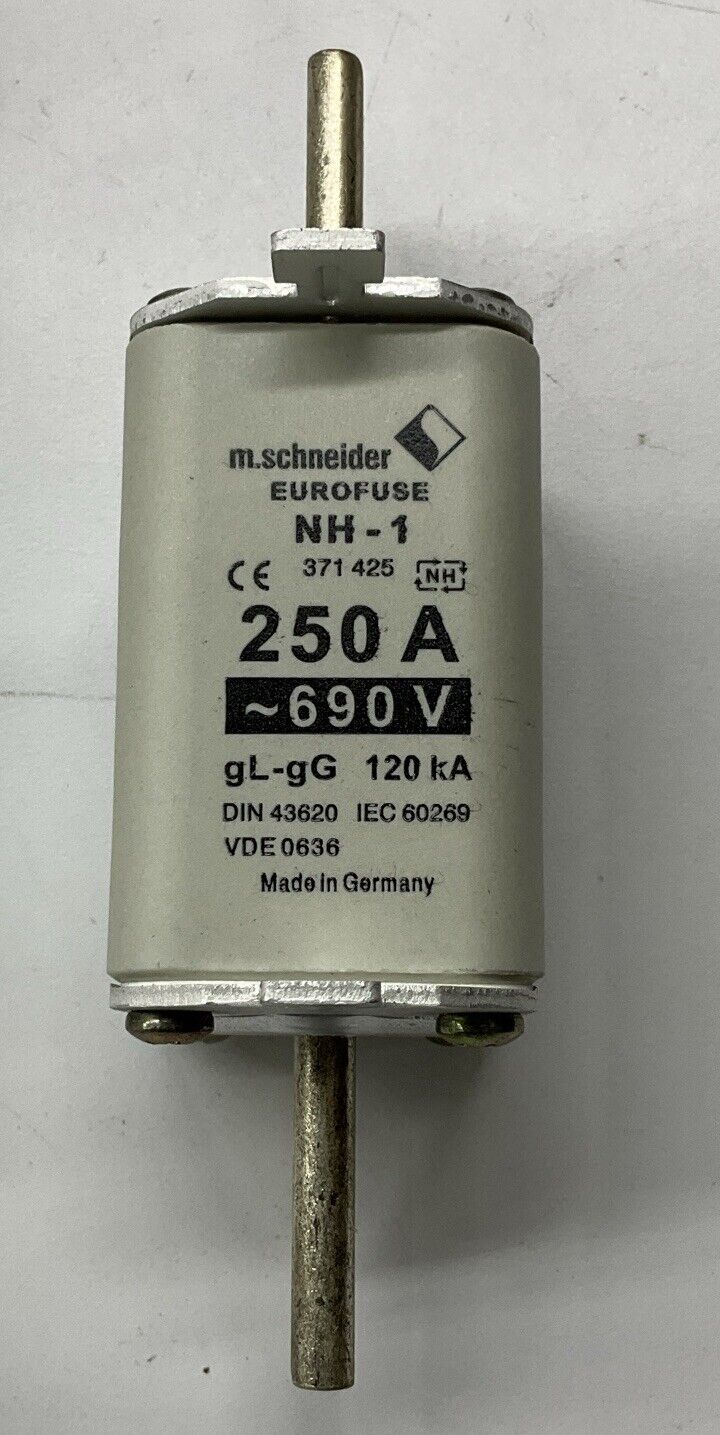 m.schneider
EUROFUSE
NH-1
CE 371 425 NH
250 A
~690 V
gL-gG 120 kA
DIN 43620 IEC 60269
VDE 0636
Made in Germany